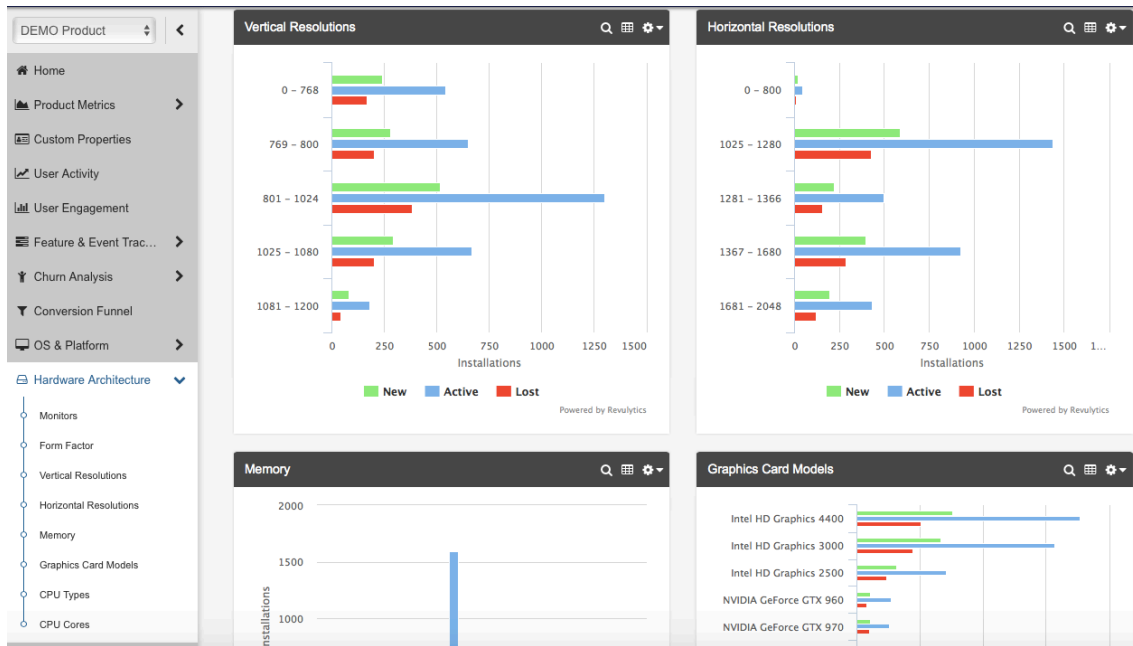 DEMO Product
Home
Product Metrics
Custom Properties
User Activity
User Engagement
Feature & Event Trac...
Churn Analysis
Conversion Funnel
OS & Platform
Hardware Architecture
Monitors
Form Factor
Vertical Resolutions
Horizontal Resolutions
Memory
Graphics Card Models
CPU Types
CPU Cores
Vertical Resolutions
0 – 768
769 – 800
801 – 1024
1025 – 1080
1081 – 1200
0 250 500 750 1000 1250 1500
Installations
New Active Lost
Powered by Revulytics
Horizontal Resolutions
0 – 800
1025 – 1280
1281 – 1366
1367 – 1680
1681 – 2048
0 250 500 750 1000 1250 1500 1...
Installations
New Active Lost
Powered by Revulytics
Memory
2000
1500
1000
Graphics Card Models
Intel HD Graphics 4400
Intel HD Graphics 3000
Intel HD Graphics 2500
NVIDIA GeForce GTX 960
NVIDIA GeForce GTX 970